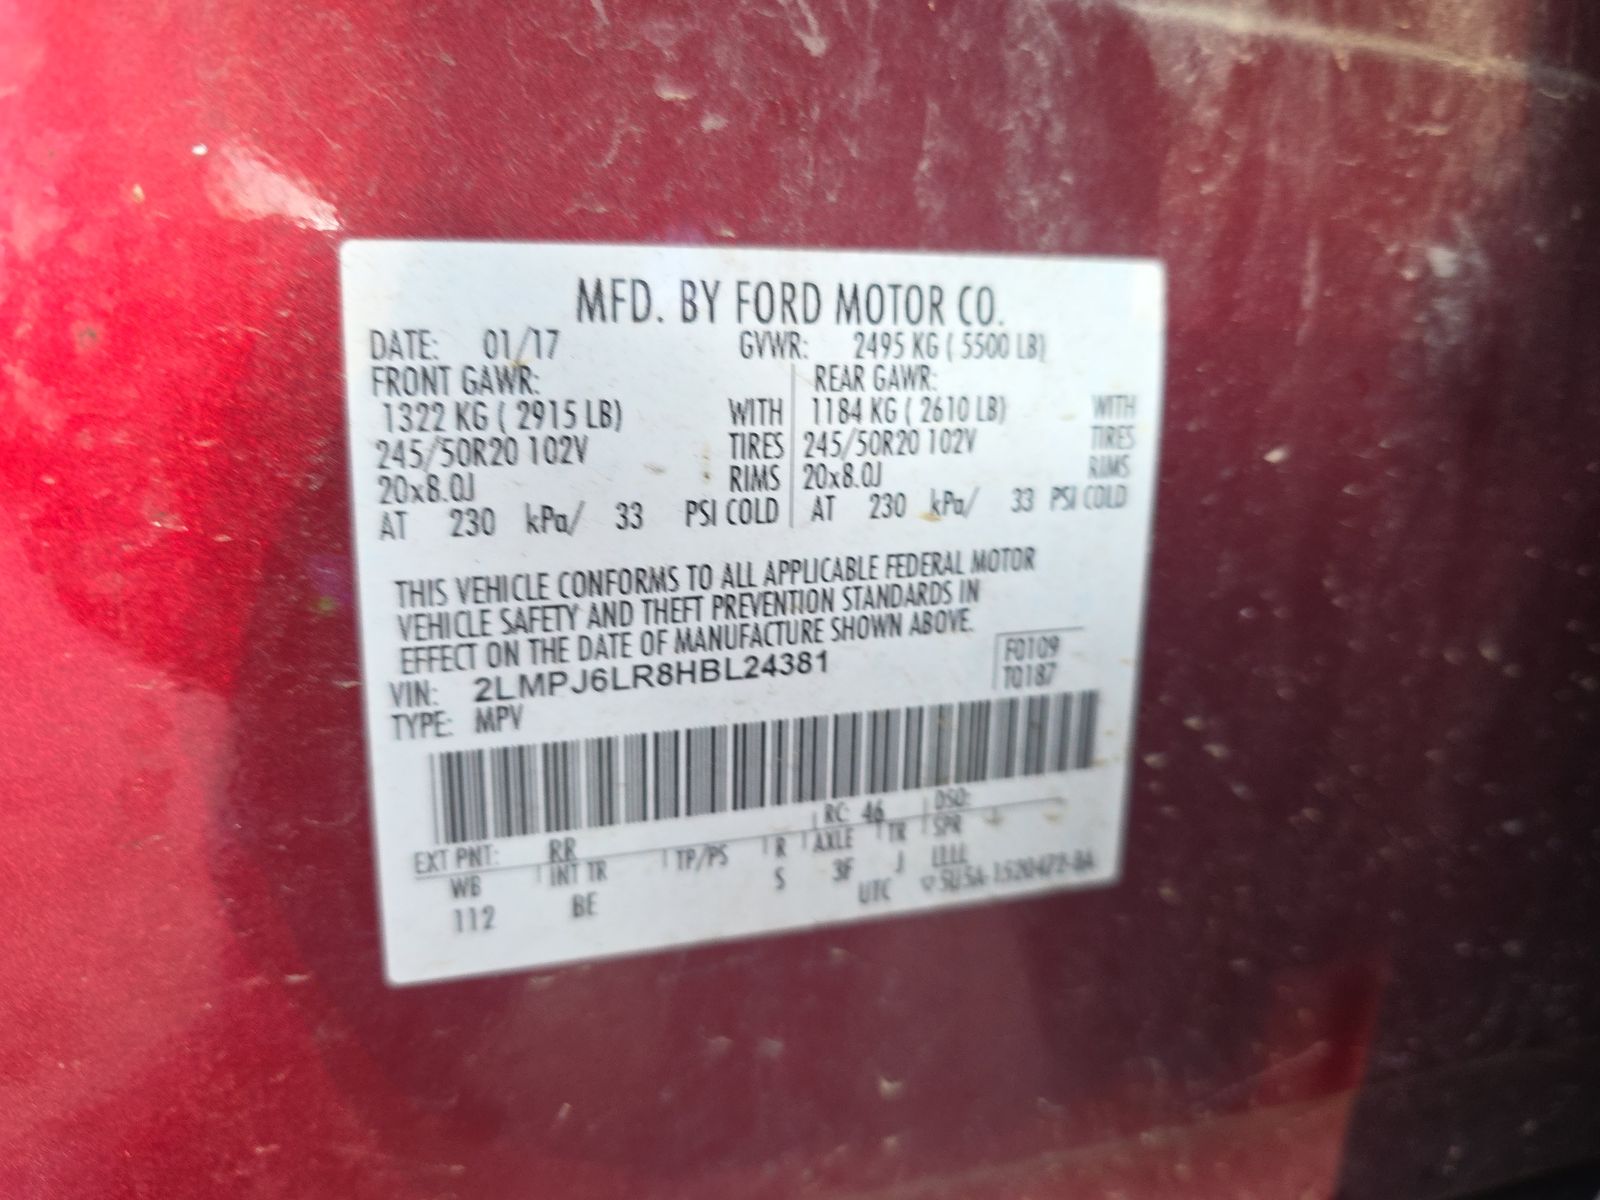 MFD. BY FORD MOTOR CO.
DATE: 01/17 GVWR: 2495 KG ( 5500 LB)
FRONT GAWR: REAR GAWR:
1322 KG ( 2915 LB) WITH 1184 KG ( 2610 LB) WITH
245/50R20 102V TIRES 245/50R20 102V TIRES
20x8.0J RIMS 20x8.0J RIMS
AT 230 kPa/ 33 PSI COLD AT 230 kPa/ 33 PSI COLD
THIS VEHICLE CONFORMS TO ALL APPLICABLE FEDERAL MOTOR
VEHICLE SAFETY AND THEFT PREVENTION STANDARDS IN
EFFECT ON THE DATE OF MANUFACTURE SHOWN ABOVE.
VIN: 2LMPJ6LR8HBL24381 F0109
TYPE: MPV T0187
EXT PNT: RR RC: 46 DSO:
WB INT TR TP/PS R AXLE TR SPR
112 BE S 3F J LLLL
UTC